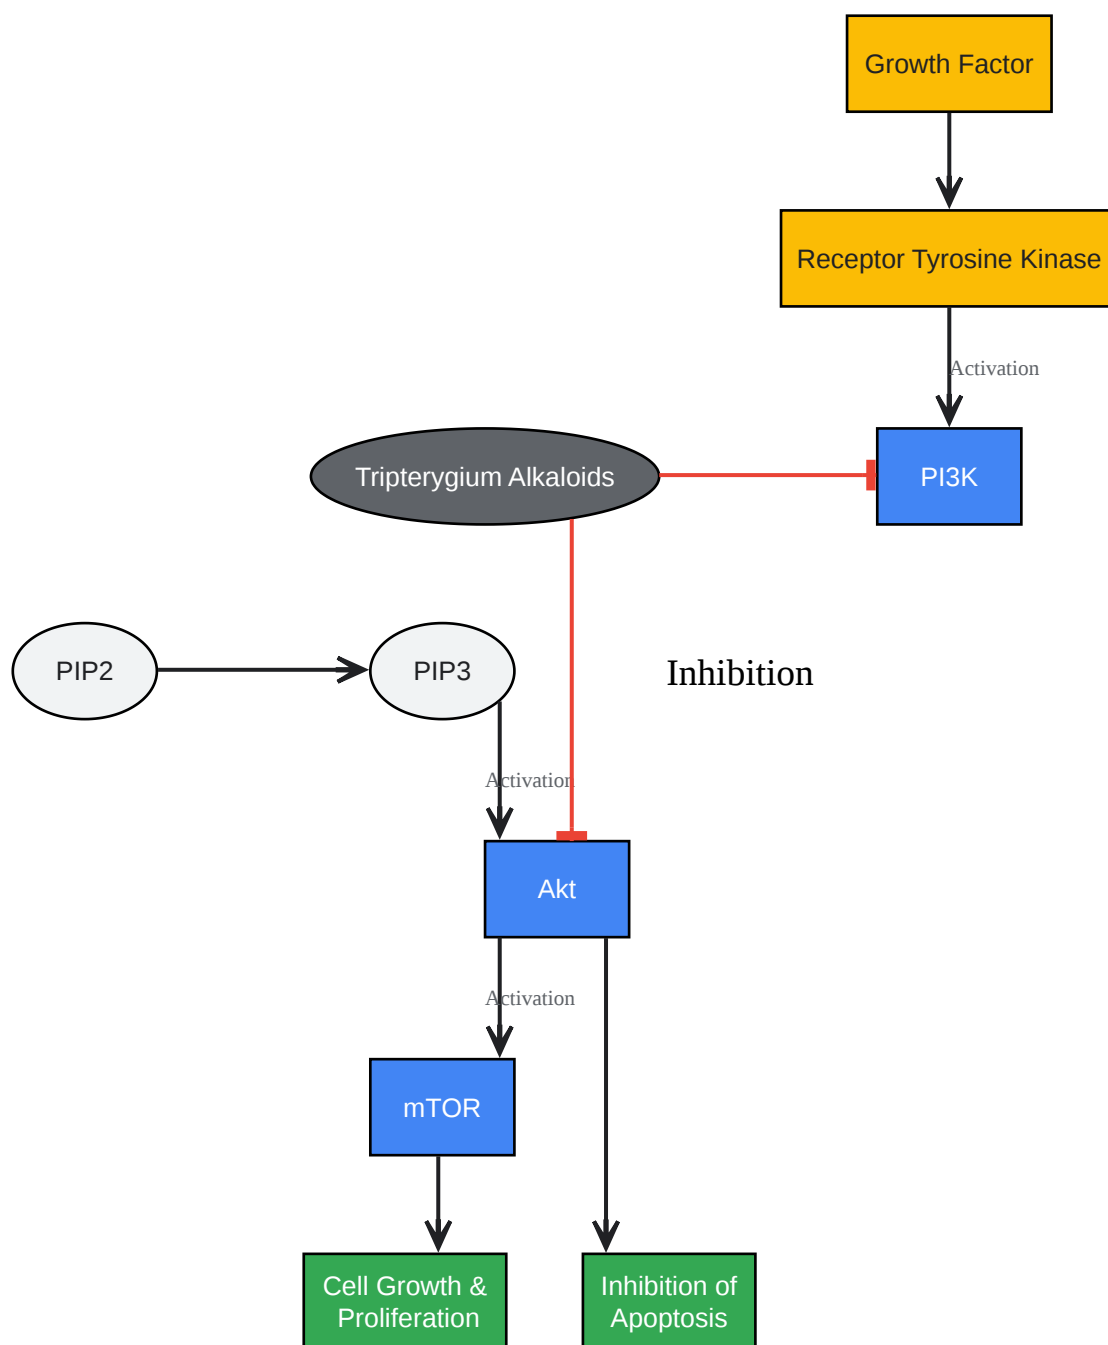 Growth Factor
Receptor Tyrosine Kinase
Activation
Tripterygium Alkaloids
PI3K
PIP2
PIP3
Inhibition
Activation
Akt
Activation
mTOR
Cell Growth &
Proliferation
Inhibition of
Apoptosis